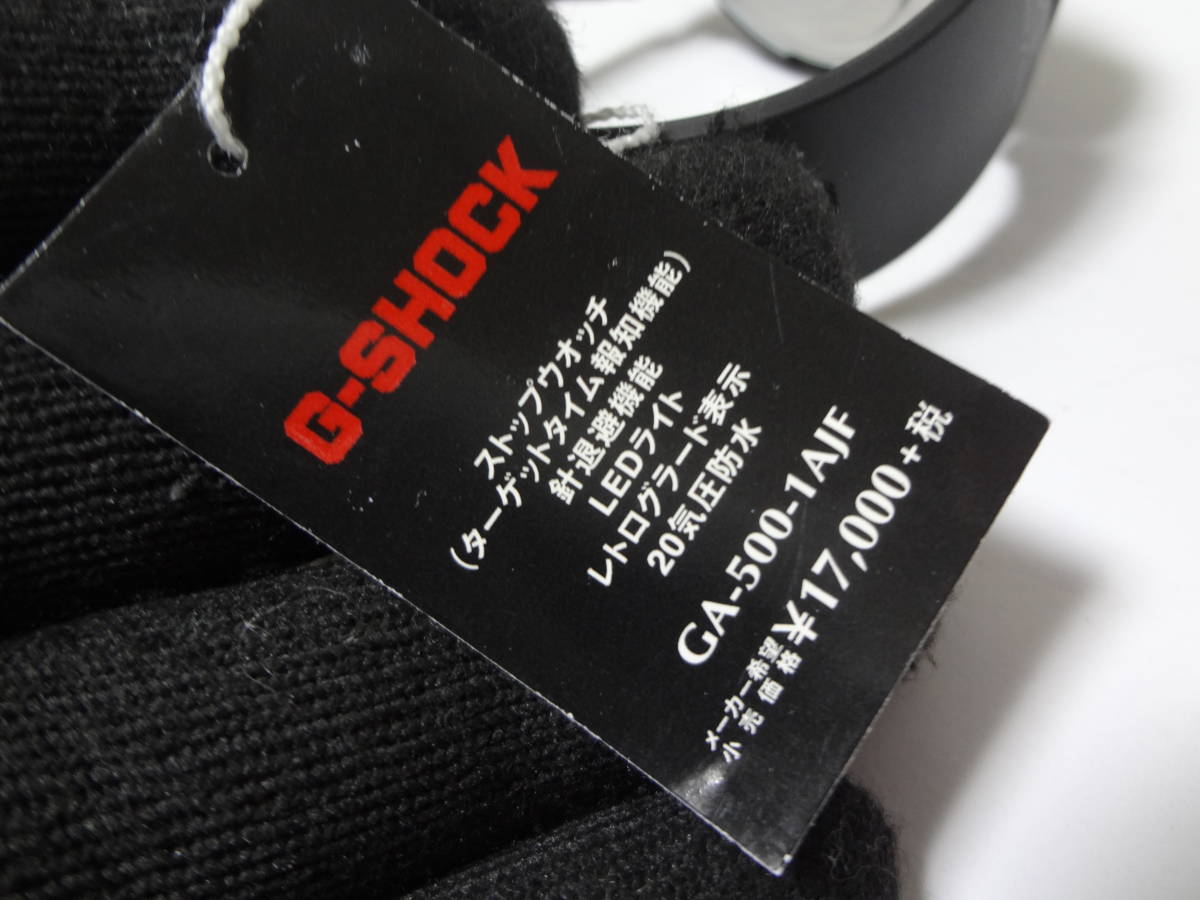 G-SHOCK
ストップウオッチ
(ターゲットタイム報知機能)
針退避機能
LEDライト
レトログラード表示
20気圧防水
GA-500-1AJF
メーカー希望
小売価格
¥17,000+税